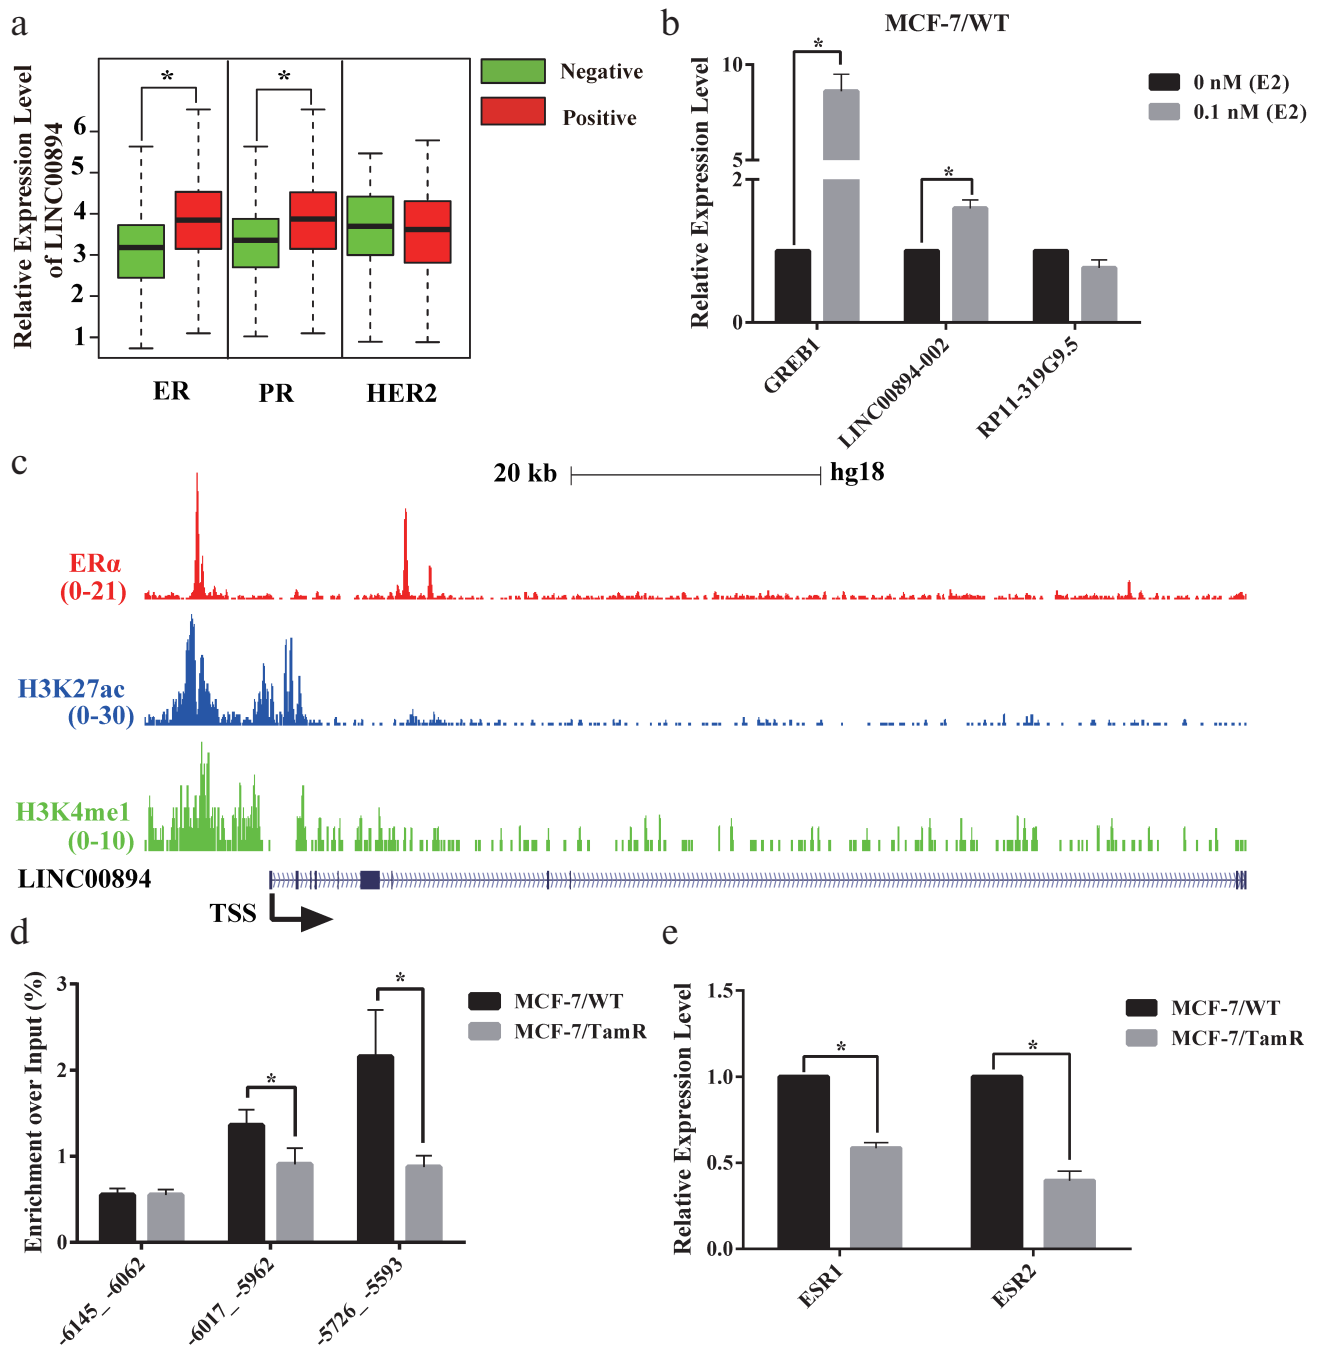 a
Relative Expression Level
of LINC00894
6
5
4
3
2
1
*
*
ER
PR
HER2
Negative
Positive
b
MCF-7/WT
Relative Expression Level
10
5
2
0
*
*
GREB1
LINC00894-002
RP11-319G9.5
0 nM (E2)
0.1 nM (E2)
c
20 kb
hg18
ERα
(0-21)
H3K27ac
(0-30)
H3K4me1
(0-10)
LINC00894
TSS
d
Enrichment over Input (%)
3
2
1
0
*
*
-6145_ -6062
-6017_ -5962
-5726_ -5593
MCF-7/WT
MCF-7/TamR
e
Relative Expression Level
1.5
1.0
0.5
0.0
*
*
ESR1
ESR2
MCF-7/WT
MCF-7/TamR